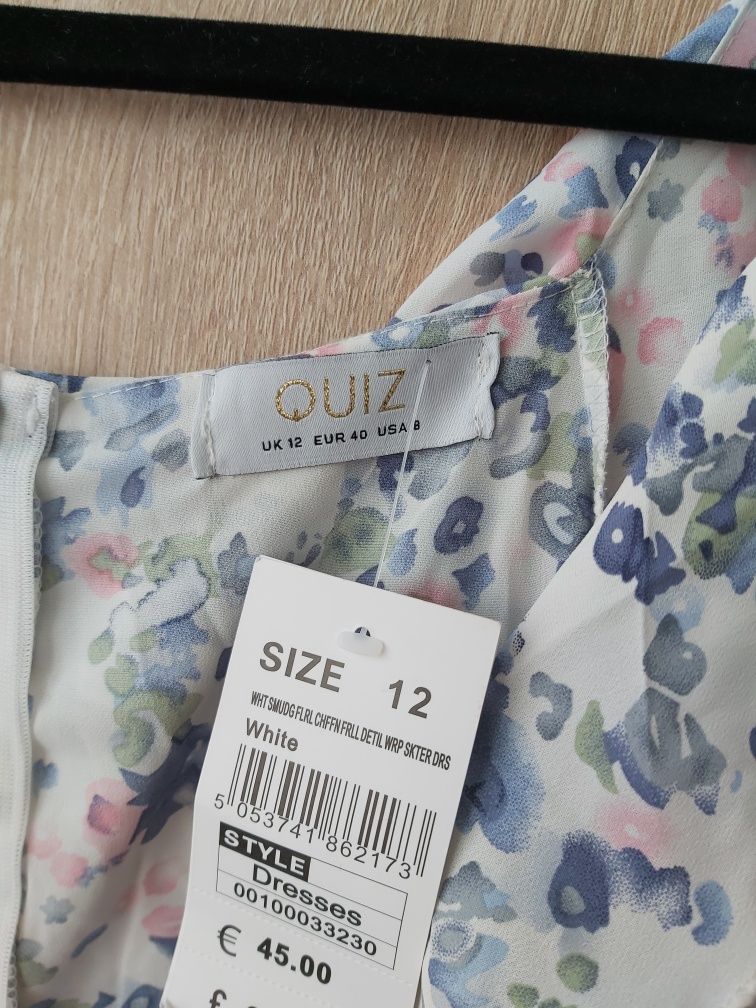 QUIZ
UK 12 EUR 40 USA 8
SIZE 12
WHT SMUDG FLRL CHFFN FRLL DETIL WRP SKTER DRS
White
5 053741 862173
STYLE
Dresses
00100033230
€ 45.00
£